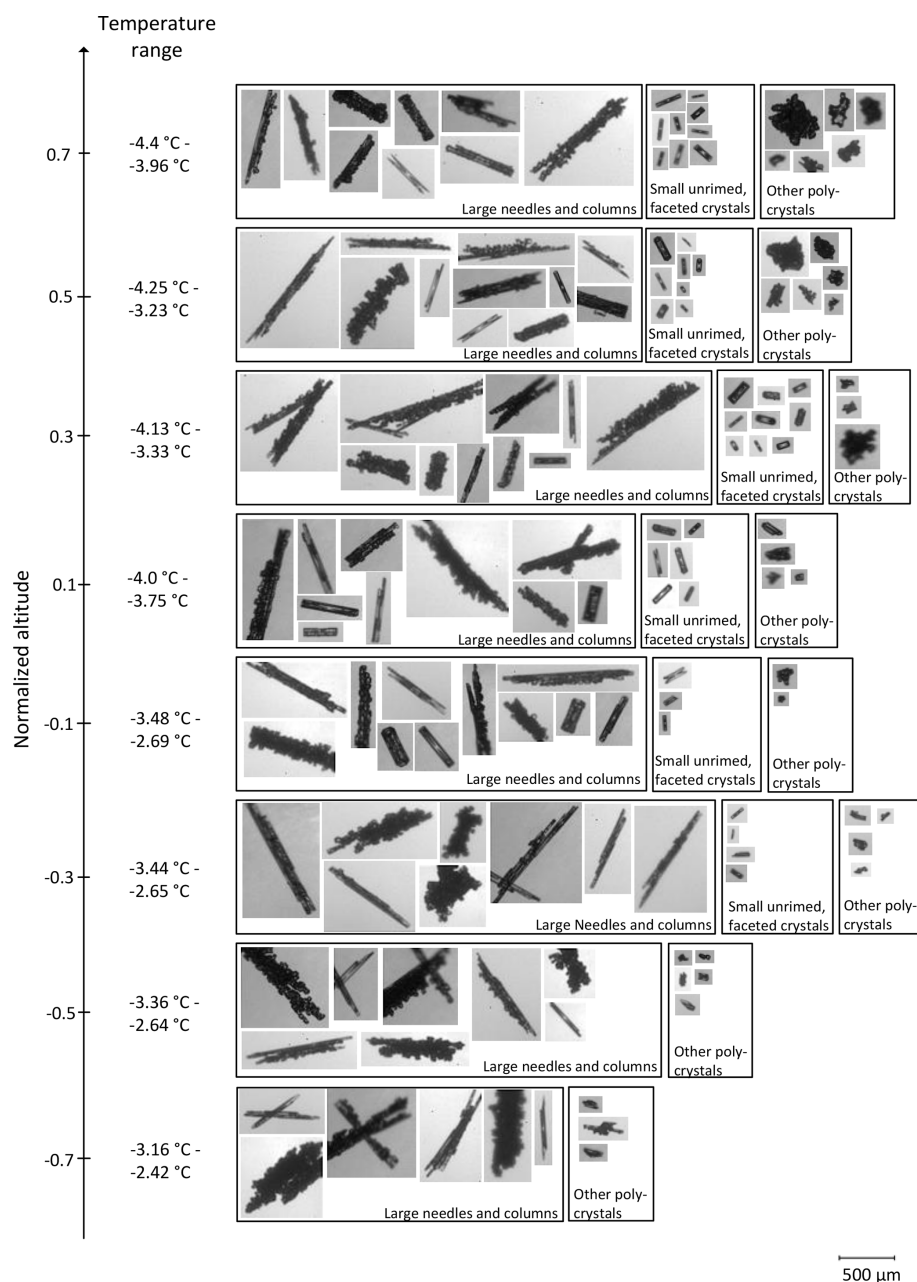 Temperature
range
Normalized altitude
0.7
-4.4 °C -
-3.96 °C
Large needles and columns
Small unrimed,
faceted crystals
Other poly-
crystals
0.5
-4.25 °C -
-3.23 °C
Large needles and columns
Small unrimed,
faceted crystals
Other poly-
crystals
0.3
-4.13 °C -
-3.33 °C
Large needles and columns
Small unrimed,
faceted crystals
Other poly-
crystals
0.1
-4.0 °C -
-3.75 °C
Large needles and columns
Small unrimed,
faceted crystals
Other poly-
crystals
-0.1
-3.48 °C -
-2.69 °C
Large needles and columns
Small unrimed,
faceted crystals
Other poly-
crystals
-0.3
-3.44 °C -
-2.65 °C
Large Needles and columns
Small unrimed,
faceted crystals
Other poly-
crystals
-0.5
-3.36 °C -
-2.64 °C
Large needles and columns
Other poly-
crystals
-0.7
-3.16 °C -
-2.42 °C
Large needles and columns
Other poly-
crystals
500 µm